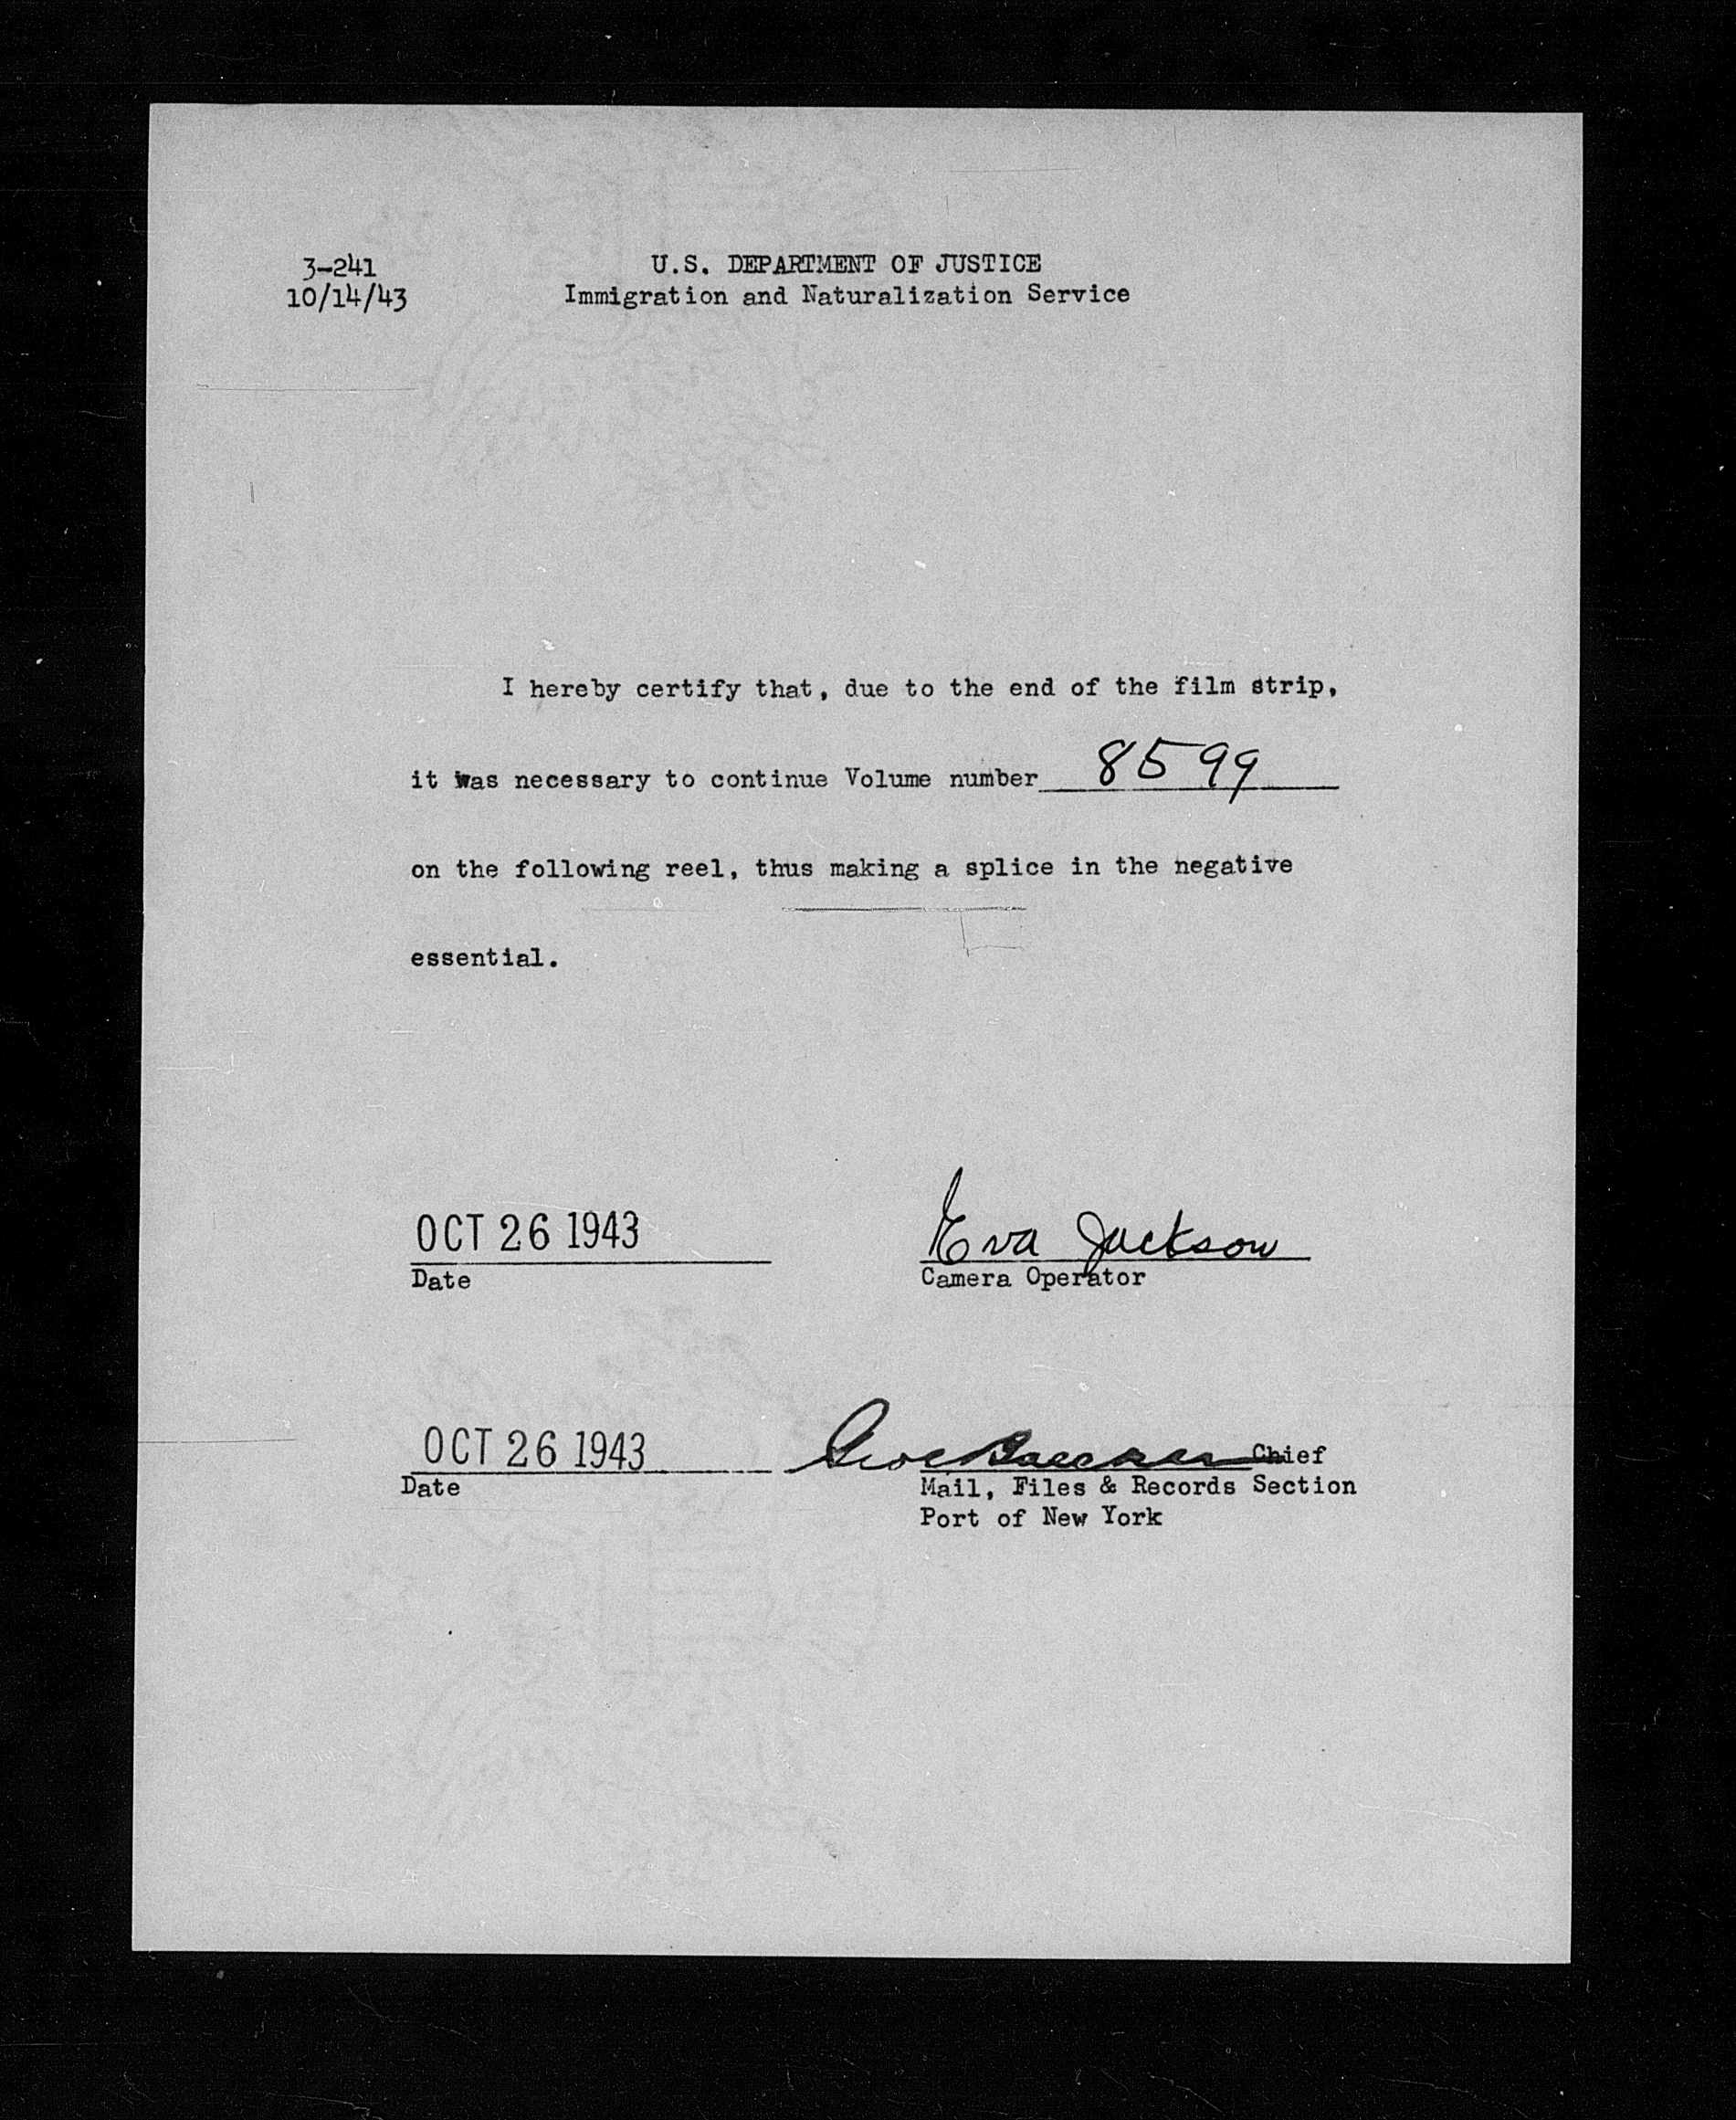 3-241
10/14/43
U.S. DEPARTMENT OF JUSTICE
Immigration and Naturalization Service
I hereby certify that, due to the end of the film strip,
it was necessary to continue Volume number 8599
on the following reel, thus making a splice in the negative
essential.
OCT 26 1943
Date
Eva Jackson
Camera Operator
OCT 26 1943
Date
Chief
Mail, Files & Records Section
Port of New York